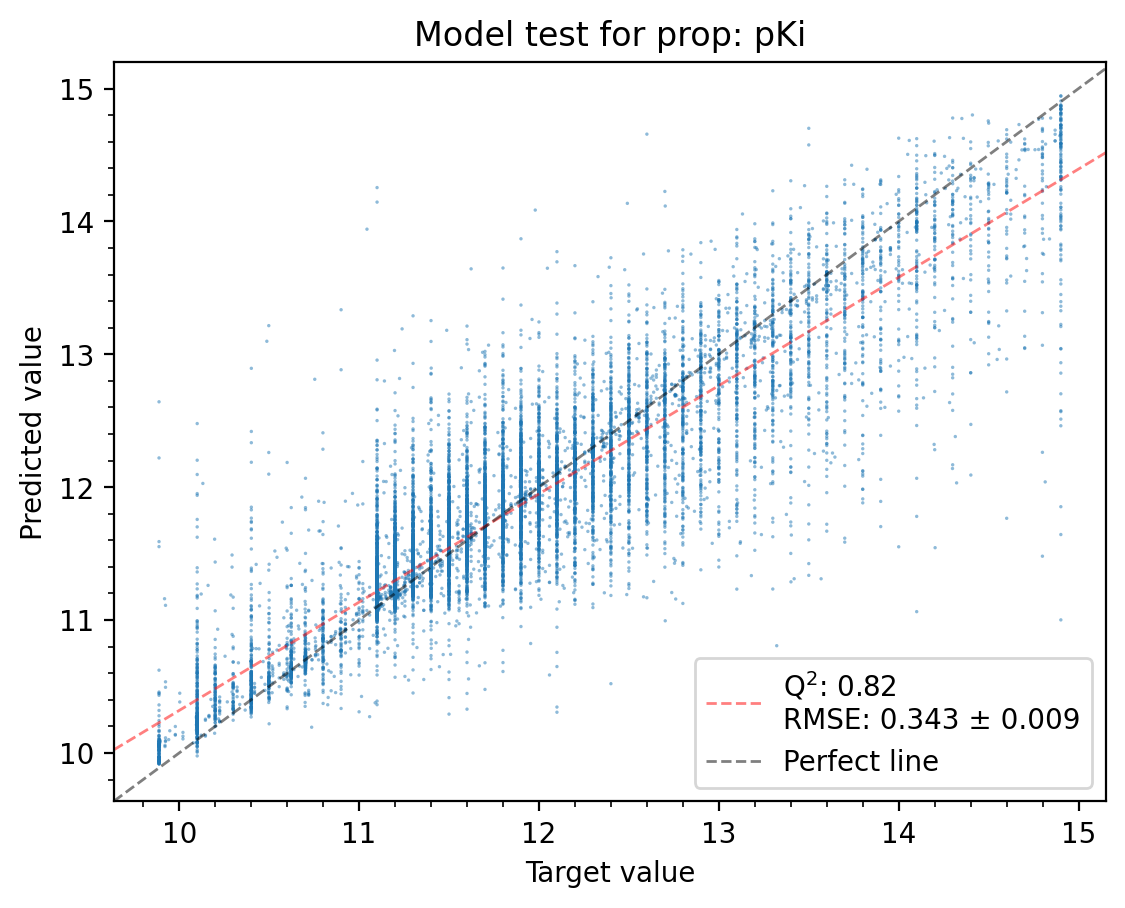 Model test for prop: pKi
15
14
13
12
11
10
Predicted value
Q²: 0.82
RMSE: 0.343 ± 0.009
Perfect line
10 11 12 13 14 15
Target value